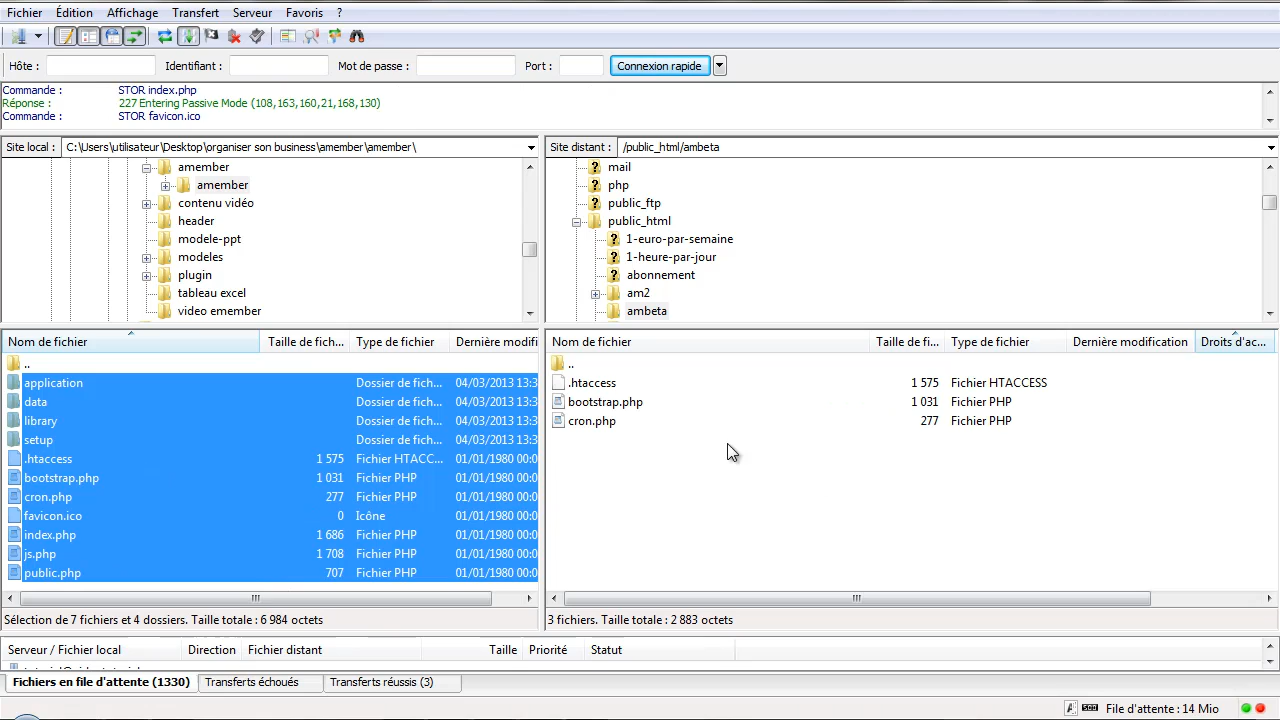 Fichier Édition Affichage Transfert Serveur Favoris ?
Hôte : Identifiant : Mot de passe : Port : Connexion rapide
Commande : STOR index.php
Réponse : 227 Entering Passive Mode (108,163,160,21,168,130)
Commande : STOR favicon.ico
Site local : C:\Users\utilisateur\Desktop\organiser son business\amember\amember\
amember
amember
contenu vidéo
header
modele-ppt
modeles
plugin
tableau excel
video emember
Site distant : /public_html/ambeta
mail
php
public_ftp
public_html
1-euro-par-semaine
1-heure-par-jour
abonnement
am2
ambeta
Nom de fichier Taille de fich... Type de fichier Dernière modifi
..
application Dossier de fich... 04/03/2013 13:3
data Dossier de fich... 04/03/2013 13:3
library Dossier de fich... 04/03/2013 13:3
setup Dossier de fich... 04/03/2013 13:3
.htaccess 1 575 Fichier HTACC... 01/01/1980 00:0
bootstrap.php 1 031 Fichier PHP 01/01/1980 00:0
cron.php 277 Fichier PHP 01/01/1980 00:0
favicon.ico 0 Icône 01/01/1980 00:0
index.php 1 686 Fichier PHP 01/01/1980 00:0
js.php 1 708 Fichier PHP 01/01/1980 00:0
public.php 707 Fichier PHP 01/01/1980 00:0
Sélection de 7 fichiers et 4 dossiers. Taille totale : 6 984 octets
Nom de fichier Taille de fi... Type de fichier Dernière modification Droits d'ac...
..
.htaccess 1 575 Fichier HTACCESS
bootstrap.php 1 031 Fichier PHP
cron.php 277 Fichier PHP
3 fichiers. Taille totale : 2 883 octets
Serveur / Fichier local Direction Fichier distant Taille Priorité Statut
Fichiers en file d'attente (1330) Transferts échoués Transferts réussis (3)
File d'attente : 14 Mio